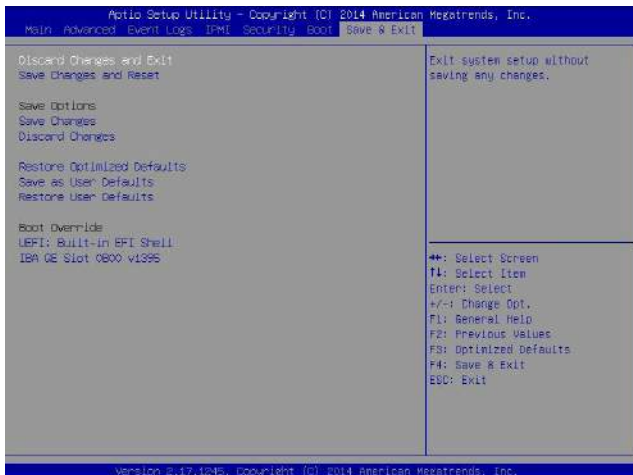 Aptio Setup Utility - Copyright (C) 2014 American Megatrends, Inc.
Main Advanced Event Logs IPMI Security Boot Save & Exit
Discard Changes and Exit
Save Changes and Reset
Save Options
Save Changes
Discard Changes
Restore Optimized Defaults
Save as User Defaults
Restore User Defaults
Boot Override
UEFI: Built-in EFI Shell
IBA GE Slot 0800 v1395
Exit system setup without
saving any changes.
→←: Select Screen
↑↓: Select Item
Enter: Select
+/-: Change Opt.
F1: General Help
F2: Previous Values
F3: Optimized Defaults
F4: Save & Exit
ESC: Exit
Version 2.17.1245. Copyright (C) 2014 American Megatrends, Inc.